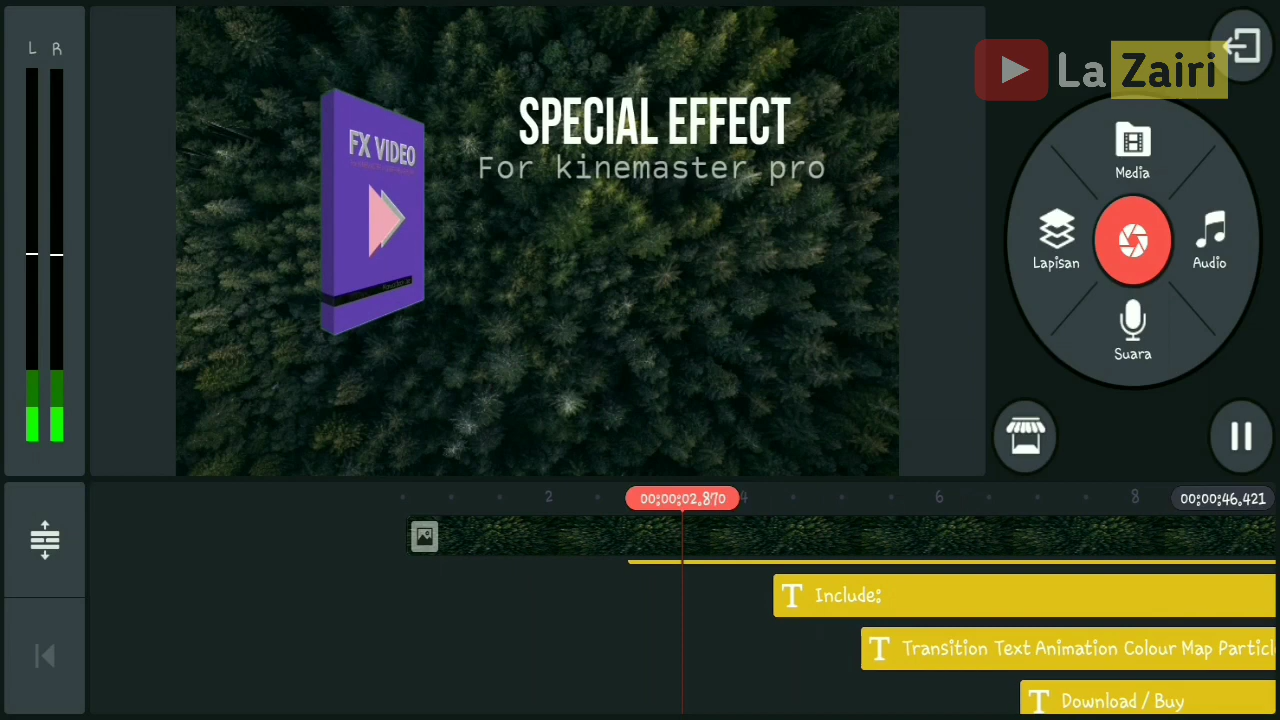 L R
La Zairi
SPECIAL EFFECT
For kinemaster pro
FX VIDEO
Media
Lapisan
Audio
Suara
2
00:00:02.870
4
6
8
00:00:46.421
Include:
Transition Text Animation Colour Map Particl
Download / Buy